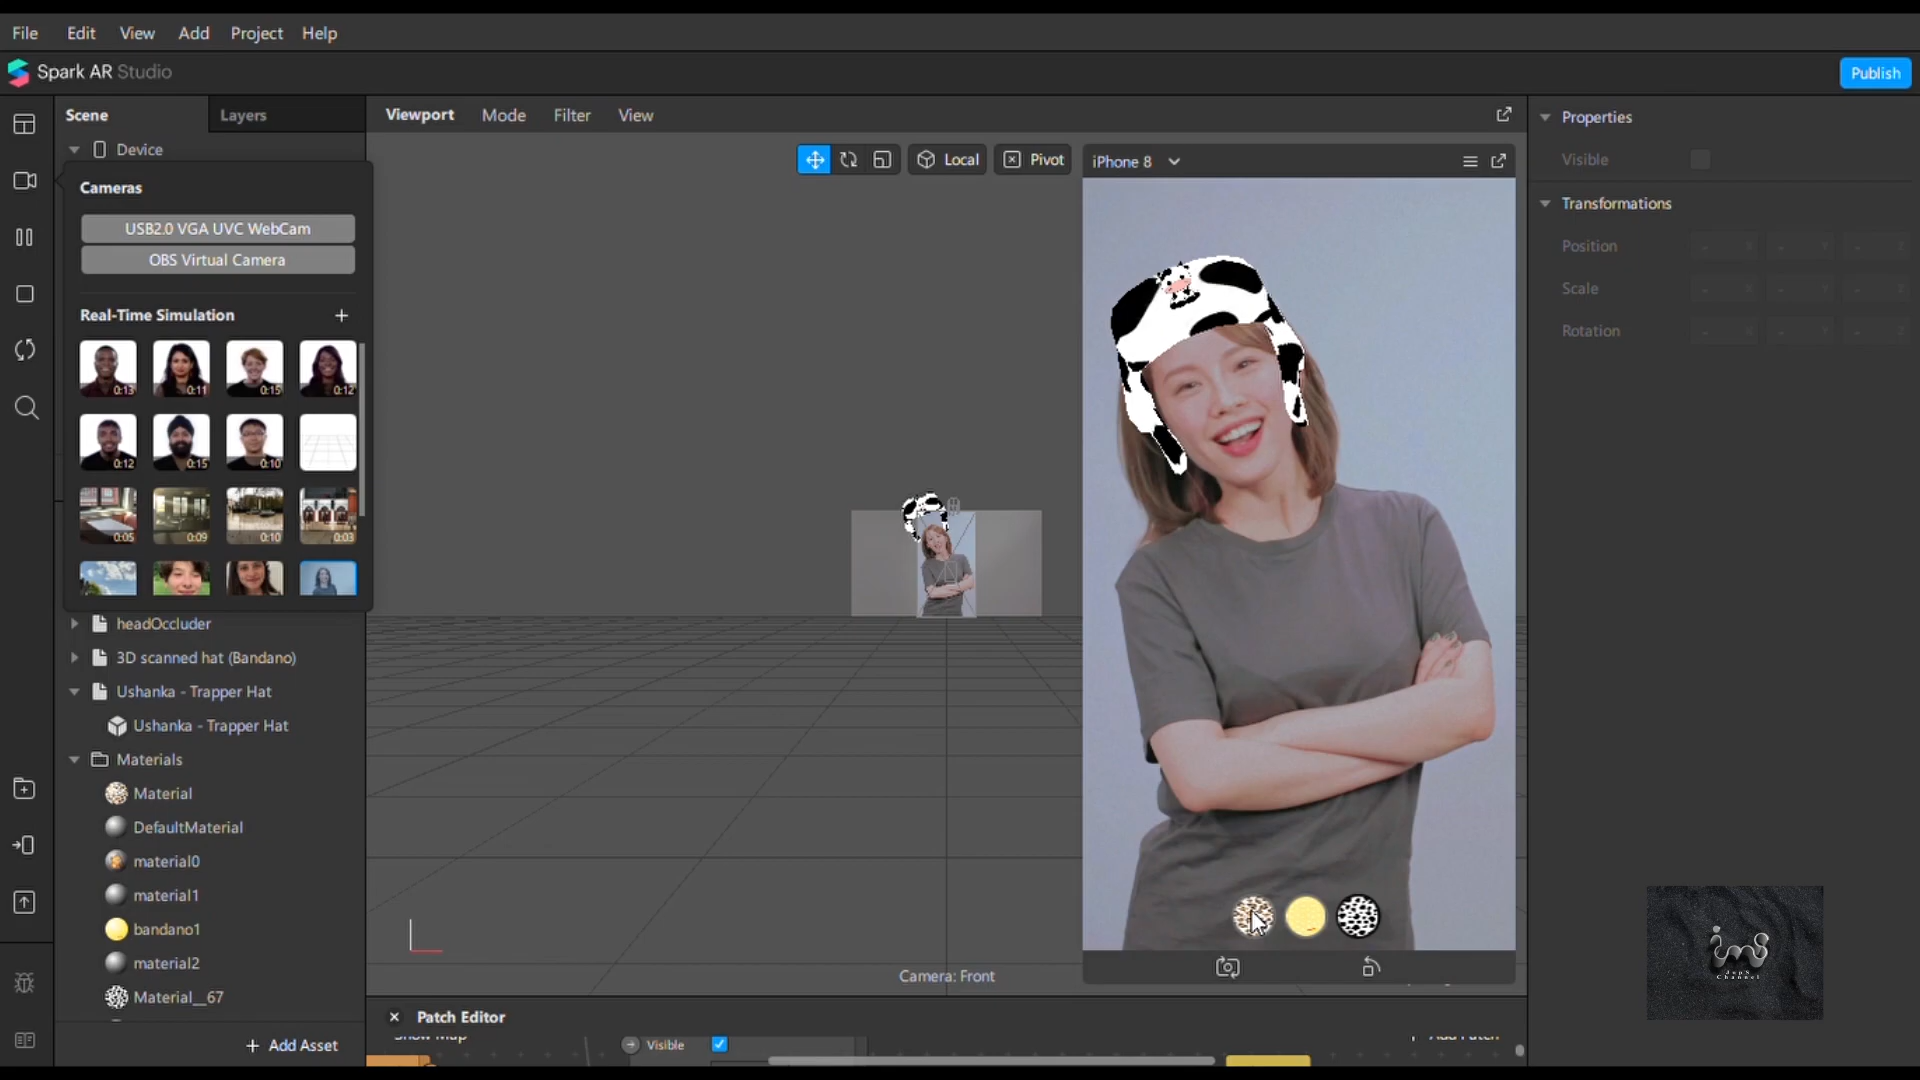 File Edit View Add Project Help
Spark AR Studio
Publish
Scene Layers
Viewport Mode Filter View
Properties
Device
Visible
Local Pivot
iPhone 8
Cameras
USB2.0 VGA UVC WebCam
OBS Virtual Camera
Transformations
Position
Scale
Rotation
Real-Time Simulation +
0:13 0:11 0:15 0:12
0:12 0:15 0:10
0:05 0:09 0:10 0:03
headOccluder
3D scanned hat (Bandano)
Ushanka - Trapper Hat
Ushanka - Trapper Hat
Materials
Material
DefaultMaterial
material0
material1
bandano1
material2
Material__67
+ Add Asset
Camera: Front
Patch Editor
Visible
JnpS
Channel